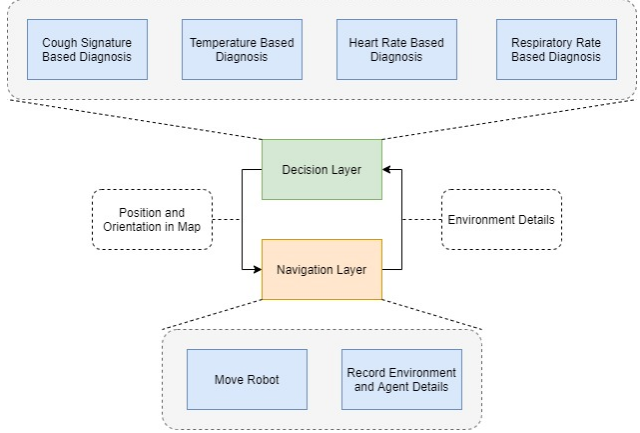 Cough Signature
Based Diagnosis
Temperature Based
Diagnosis
Heart Rate Based
Diagnosis
Respiratory Rate
Based Diagnosis
Decision Layer
Position and
Orientation in Map
Environment Details
Navigation Layer
Move Robot
Record Environment
and Agent Details